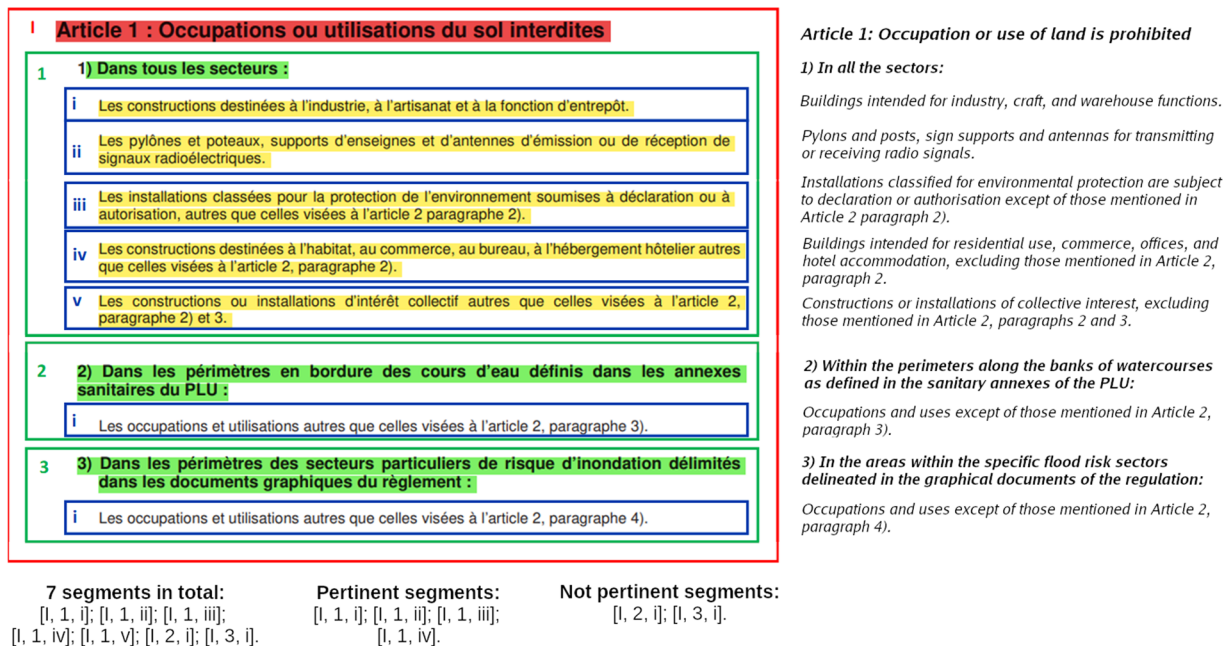 I Article 1 : Occupations ou utilisations du sol interdites
1 1) Dans tous les secteurs :
i Les constructions destinées à l'industrie, à l'artisanat et à la fonction d'entrepôt.
ii Les pylônes et poteaux, supports d'enseignes et d'antennes d'émission ou de réception de
signaux radioélectriques.
iii Les installations classées pour la protection de l'environnement soumises à déclaration ou à
autorisation, autres que celles visées à l'article 2 paragraphe 2).
iv Les constructions destinées à l'habitat, au commerce, au bureau, à l'hébergement hôtelier autres
que celles visées à l'article 2, paragraphe 2).
v Les constructions ou installations d'intérêt collectif autres que celles visées à l'article 2,
paragraphe 2) et 3.
2 2) Dans les périmètres en bordure des cours d'eau définis dans les annexes
sanitaires du PLU :
i Les occupations et utilisations autres que celles visées à l'article 2, paragraphe 3).
3 3) Dans les périmètres des secteurs particuliers de risque d'inondation délimités
dans les documents graphiques du règlement :
i Les occupations et utilisations autres que celles visées à l'article 2, paragraphe 4).
Article 1: Occupation or use of land is prohibited
1) In all the sectors:
Buildings intended for industry, craft, and warehouse functions.
Pylons and posts, sign supports and antennas for transmitting
or receiving radio signals.
Installations classified for environmental protection are subject
to declaration or authorisation except of those mentioned in
Article 2 paragraph 2).
Buildings intended for residential use, commerce, offices, and
hotel accommodation, excluding those mentioned in Article 2,
paragraph 2.
Constructions or installations of collective interest, excluding
those mentioned in Article 2, paragraphs 2 and 3.
2) Within the perimeters along the banks of watercourses
as defined in the sanitary annexes of the PLU:
Occupations and uses except of those mentioned in Article 2,
paragraph 3).
3) In the areas within the specific flood risk sectors
delineated in the graphical documents of the regulation:
Occupations and uses except of those mentioned in Article 2,
paragraph 4).
7 segments in total:
[I, 1, i]; [I, 1, ii]; [I, 1, iii];
[I, 1, iv]; [I, 1, v]; [I, 2, i]; [I, 3, i].
Pertinent segments:
[I, 1, i]; [I, 1, ii]; [I, 1, iii];
[I, 1, iv].
Not pertinent segments:
[I, 2, i]; [I, 3, i].